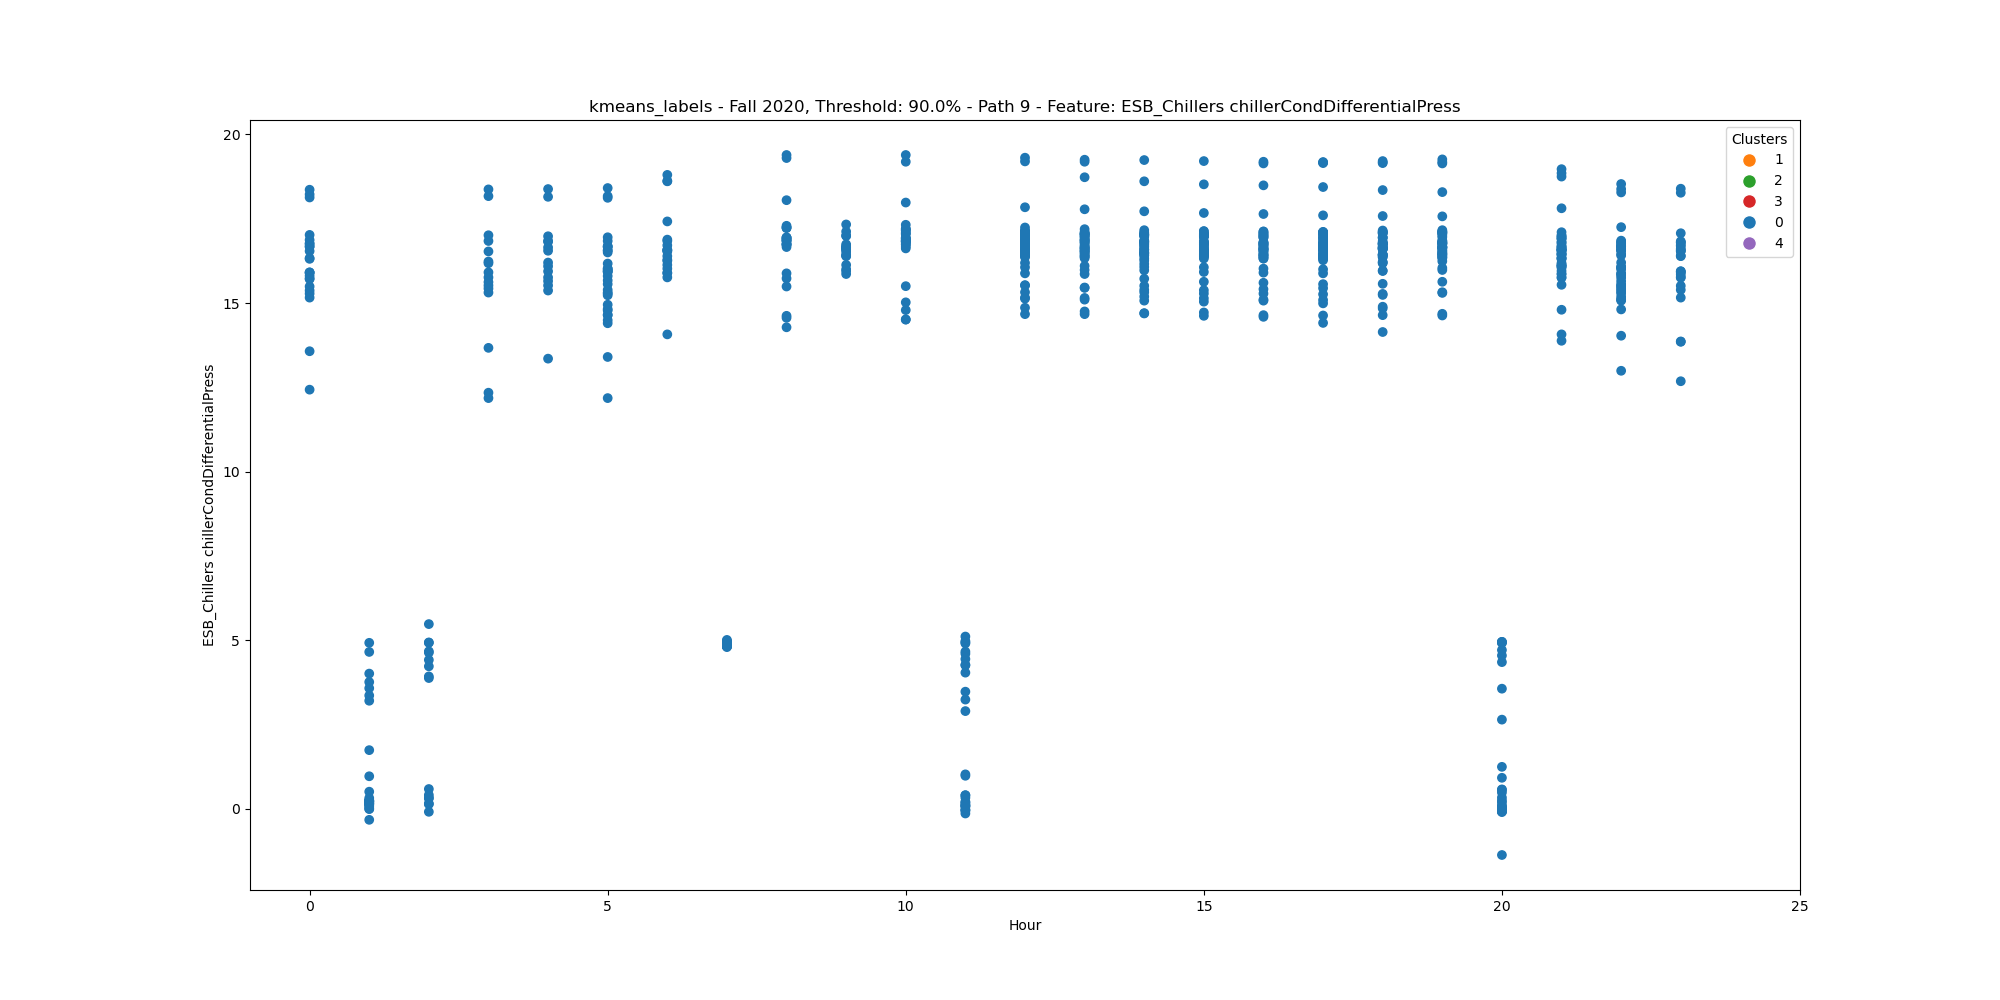 kmeans_labels - Fall 2020, Threshold: 90.0% - Path 9 - Feature: ESB_Chillers chillerCondDifferentialPress
Clusters
1
2
3
0
4
ESB_Chillers chillerCondDifferentialPress
20
15
10
5
0
0 5 10 15 20 25
Hour